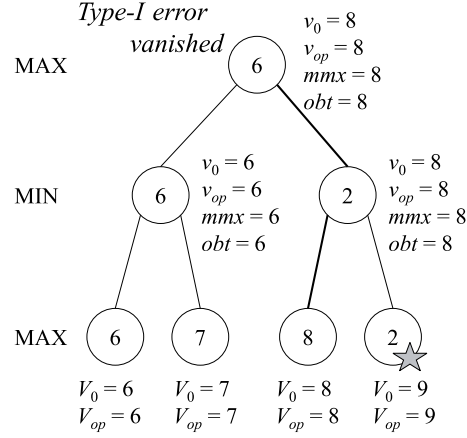 Type-I error
vanished
MAX
6
v₀ = 8
vₒₚ = 8
mmx = 8
obt = 8
MIN
6
v₀ = 6
vₒₚ = 6
mmx = 6
obt = 6
2
v₀ = 8
vₒₚ = 8
mmx = 8
obt = 8
MAX
6
7
8
2
V₀ = 6
Vₒₚ = 6
V₀ = 7
Vₒₚ = 7
V₀ = 8
Vₒₚ = 8
V₀ = 9
Vₒₚ = 9